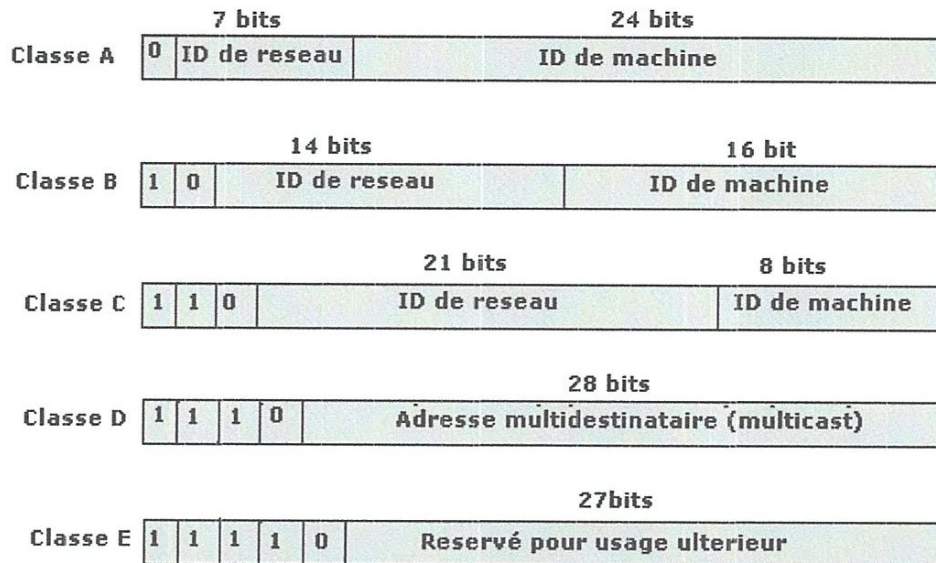 7 bits 24 bits
Classe A 0 ID de reseau ID de machine
14 bits 16 bit
Classe B 1 0 ID de reseau ID de machine
21 bits 8 bits
Classe C 1 1 0 ID de reseau ID de machine
28 bits
Classe D 1 1 1 0 Adresse multidestinataire (multicast)
27bits
Classe E 1 1 1 1 0 Reservé pour usage ulterieur